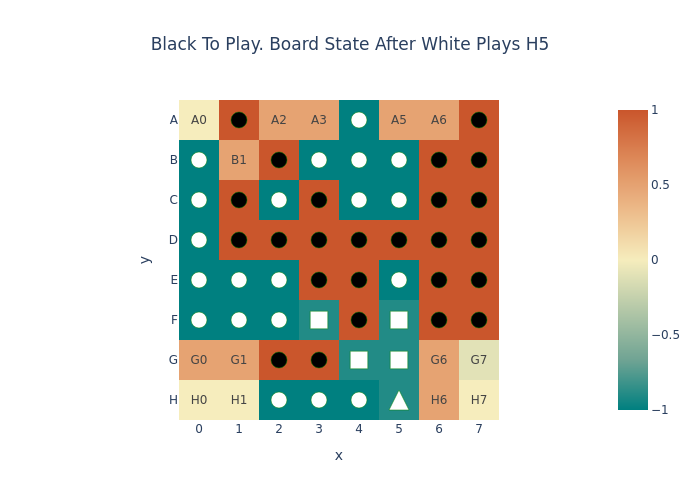 Black To Play. Board State After White Plays H5
A A0 A2 A3 A5 A6
B B1
C
D
E
F
G G0 G1 G6 G7
H H0 H1 H6 H7
0 1 2 3 4 5 6 7
x
y
1
0.5
0
−0.5
−1